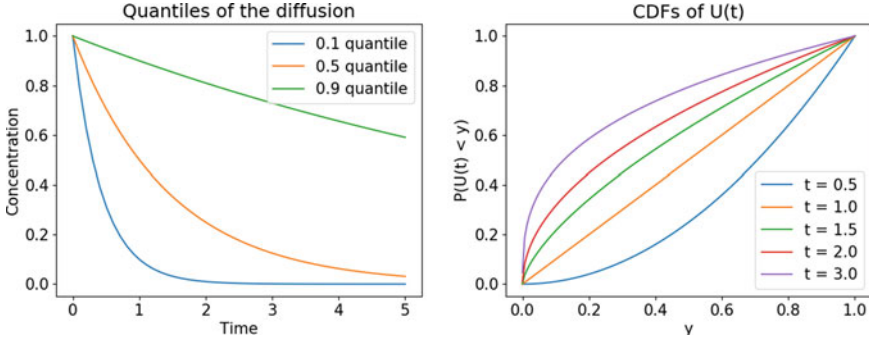 Quantiles of the diffusion
1.0
0.8
0.6
0.4
0.2
0.0
Concentration
0
1
2
3
4
5
Time
0.1 quantile
0.5 quantile
0.9 quantile
CDFs of U(t)
1.0
0.8
0.6
0.4
0.2
0.0
P(U(t) < y)
0.0
0.2
0.4
0.6
0.8
1.0
y
t = 0.5
t = 1.0
t = 1.5
t = 2.0
t = 3.0